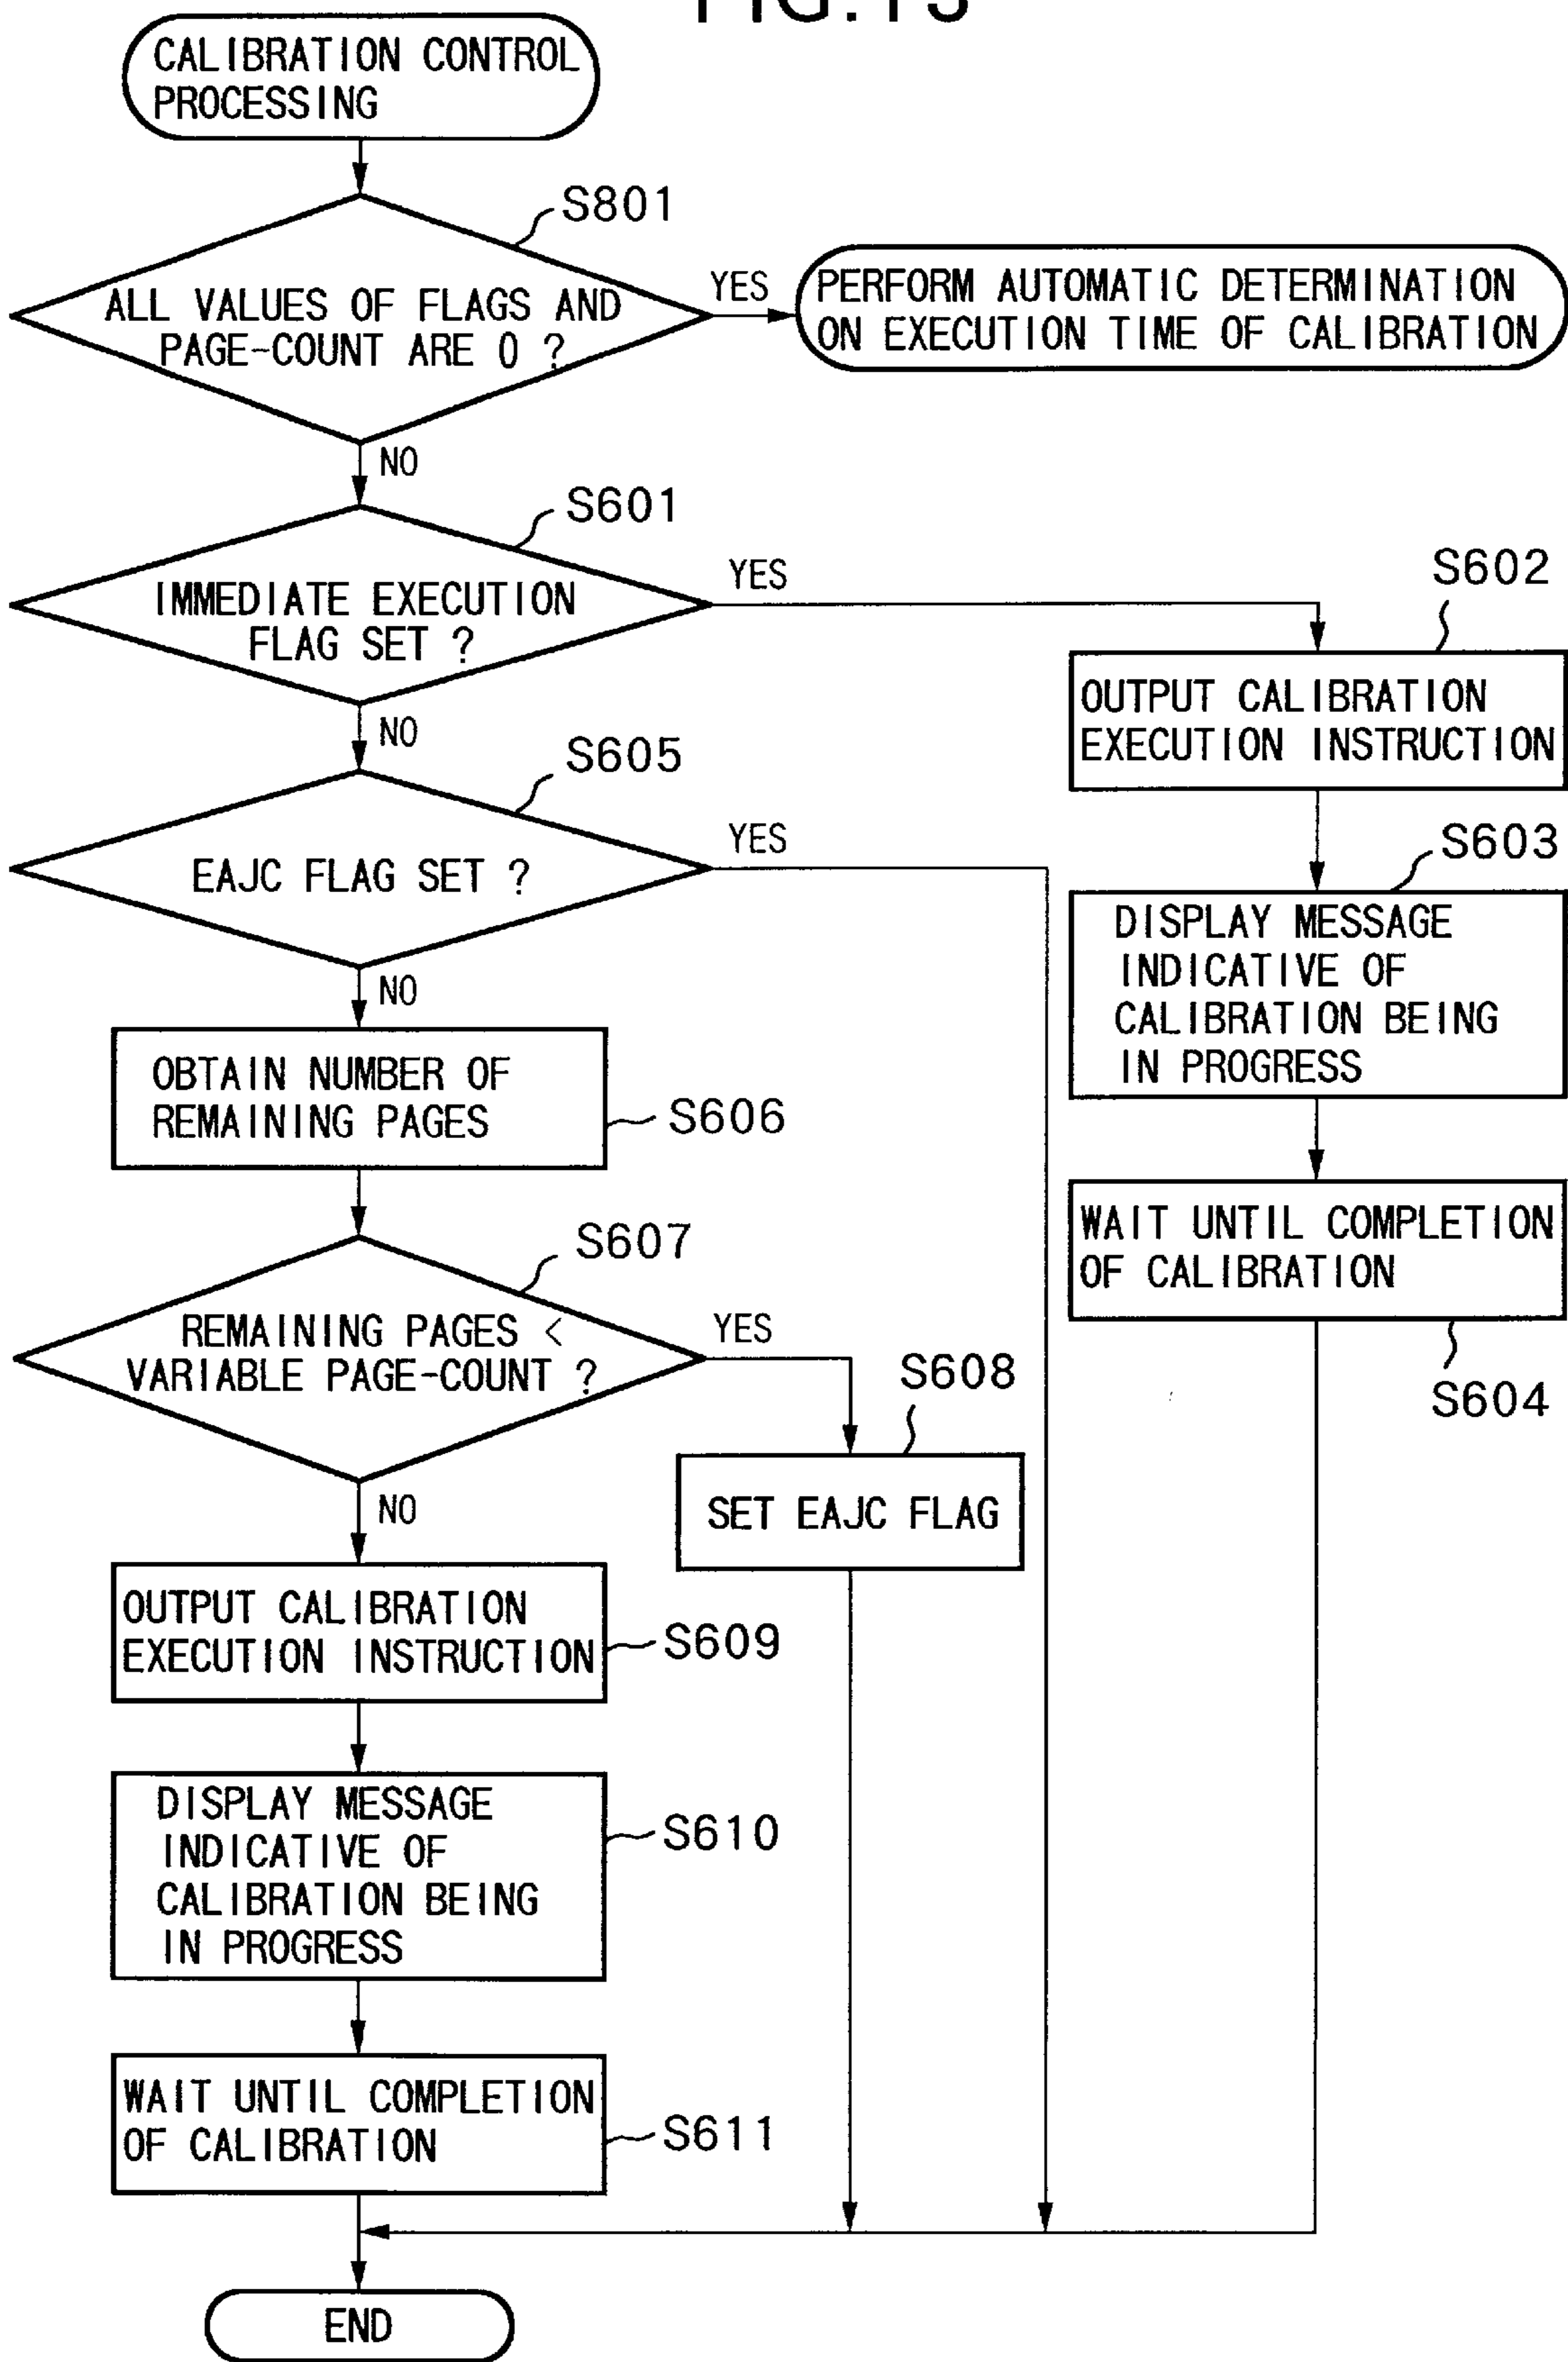 FIG.13
CALIBRATION CONTROL
PROCESSING
S801
ALL VALUES OF FLAGS AND
PAGE-COUNT ARE 0 ?
YES
PERFORM AUTOMATIC DETERMINATION
ON EXECUTION TIME OF CALIBRATION
NO
S601
IMMEDIATE EXECUTION
FLAG SET ?
YES
S602
OUTPUT CALIBRATION
EXECUTION INSTRUCTION
NO
S605
EAJC FLAG SET ?
YES
S603
DISPLAY MESSAGE
INDICATIVE OF
CALIBRATION BEING
IN PROGRESS
NO
OBTAIN NUMBER OF
REMAINING PAGES
S606
WAIT UNTIL COMPLETION
OF CALIBRATION
S604
S607
REMAINING PAGES <
VARIABLE PAGE-COUNT ?
YES
S608
SET EAJC FLAG
NO
OUTPUT CALIBRATION
EXECUTION INSTRUCTION
S609
DISPLAY MESSAGE
INDICATIVE OF
CALIBRATION BEING
IN PROGRESS
S610
WAIT UNTIL COMPLETION
OF CALIBRATION
S611
END